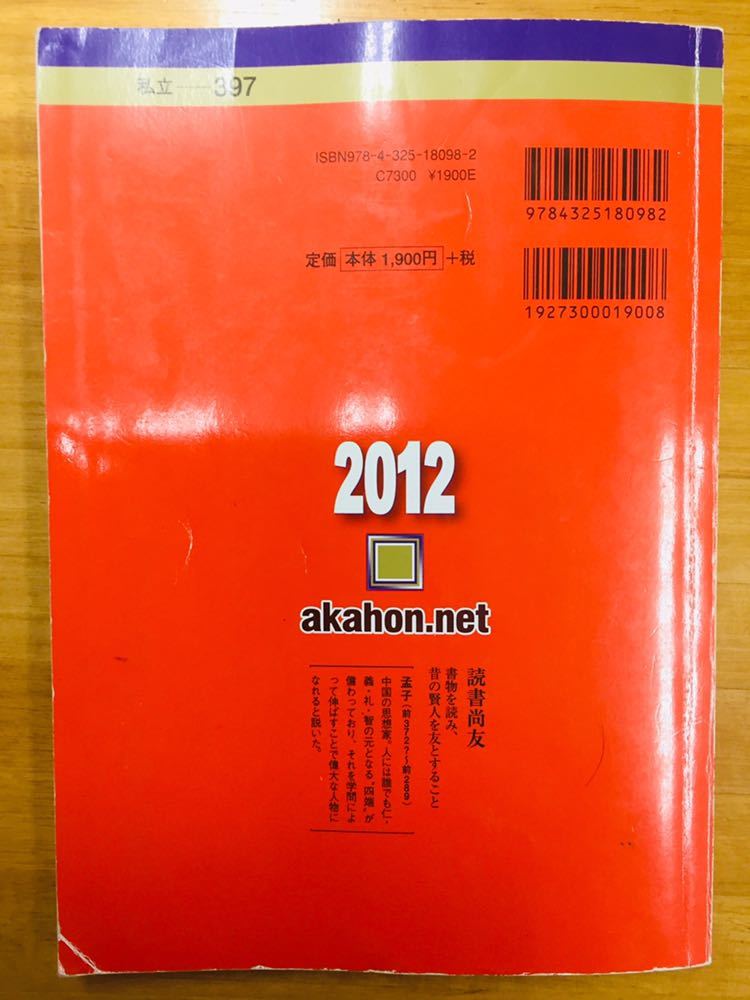 私立……397
ISBN978-4-325-18098-2
C7300 ¥1900E
9784325180982
定価 本体 1,900円 +税
1927300019008
2012
akahon.net
読書尚友
書物を読み、
昔の賢人を友とすること
孟子（前372？〜前289）
中国の思想家。人には誰でも仁・
義・礼・智の元となる“四端”が
備わっており、それを学問によ
って伸ばすことで偉大な人物に
なれると説いた。